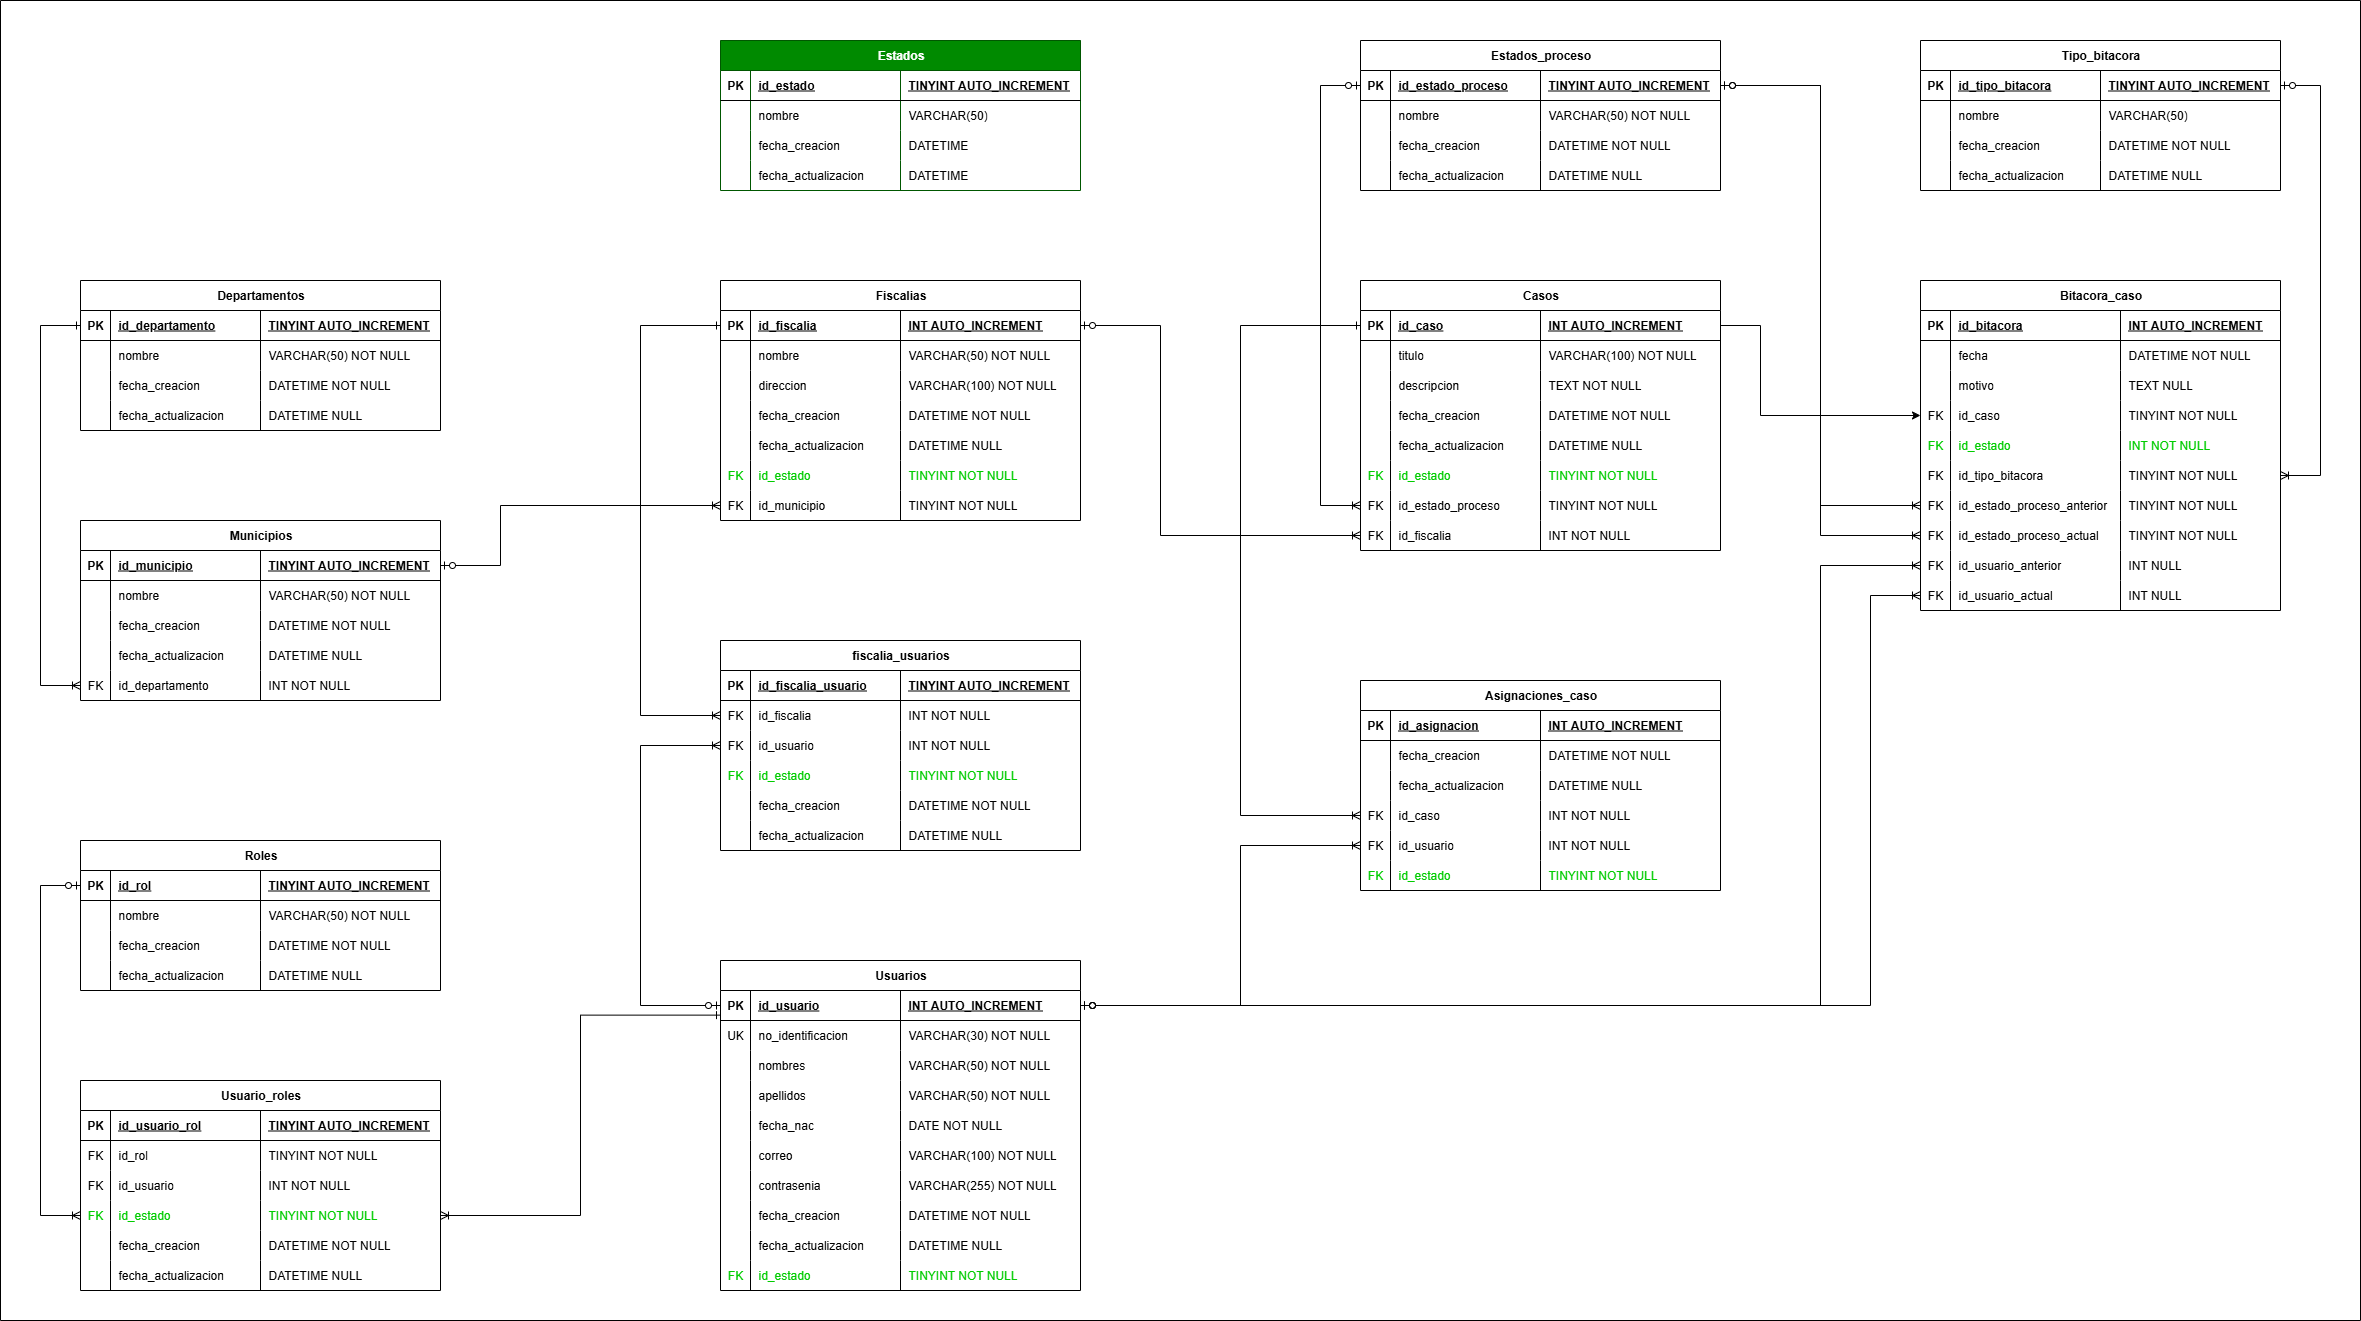 Estados
PK id_estado TINYINT AUTO_INCREMENT
nombre VARCHAR(50)
fecha_creacion DATETIME
fecha_actualizacion DATETIME
Estados_proceso
PK id_estado_proceso TINYINT AUTO_INCREMENT
nombre VARCHAR(50) NOT NULL
fecha_creacion DATETIME NOT NULL
fecha_actualizacion DATETIME NULL
Tipo_bitacora
PK id_tipo_bitacora TINYINT AUTO_INCREMENT
nombre VARCHAR(50)
fecha_creacion DATETIME NOT NULL
fecha_actualizacion DATETIME NULL
Departamentos
PK id_departamento TINYINT AUTO_INCREMENT
nombre VARCHAR(50) NOT NULL
fecha_creacion DATETIME NOT NULL
fecha_actualizacion DATETIME NULL
Fiscalias
PK id_fiscalia INT AUTO_INCREMENT
nombre VARCHAR(50) NOT NULL
direccion VARCHAR(100) NOT NULL
fecha_creacion DATETIME NOT NULL
fecha_actualizacion DATETIME NULL
FK id_estado TINYINT NOT NULL
FK id_municipio TINYINT NOT NULL
Casos
PK id_caso INT AUTO_INCREMENT
titulo VARCHAR(100) NOT NULL
descripcion TEXT NOT NULL
fecha_creacion DATETIME NOT NULL
fecha_actualizacion DATETIME NULL
FK id_estado TINYINT NOT NULL
FK id_estado_proceso TINYINT NOT NULL
FK id_fiscalia INT NOT NULL
Bitacora_caso
PK id_bitacora INT AUTO_INCREMENT
fecha DATETIME NOT NULL
motivo TEXT NULL
FK id_caso TINYINT NOT NULL
FK id_estado INT NOT NULL
FK id_tipo_bitacora TINYINT NOT NULL
FK id_estado_proceso_anterior TINYINT NOT NULL
FK id_estado_proceso_actual TINYINT NOT NULL
FK id_usuario_anterior INT NULL
FK id_usuario_actual INT NULL
Municipios
PK id_municipio TINYINT AUTO_INCREMENT
nombre VARCHAR(50) NOT NULL
fecha_creacion DATETIME NOT NULL
fecha_actualizacion DATETIME NULL
FK id_departamento INT NOT NULL
fiscalia_usuarios
PK id_fiscalia_usuario TINYINT AUTO_INCREMENT
FK id_fiscalia INT NOT NULL
FK id_usuario INT NOT NULL
FK id_estado TINYINT NOT NULL
fecha_creacion DATETIME NOT NULL
fecha_actualizacion DATETIME NULL
Asignaciones_caso
PK id_asignacion INT AUTO_INCREMENT
fecha_creacion DATETIME NOT NULL
fecha_actualizacion DATETIME NULL
FK id_caso INT NOT NULL
FK id_usuario INT NOT NULL
FK id_estado TINYINT NOT NULL
Roles
PK id_rol TINYINT AUTO_INCREMENT
nombre VARCHAR(50) NOT NULL
fecha_creacion DATETIME NOT NULL
fecha_actualizacion DATETIME NULL
Usuarios
PK id_usuario INT AUTO_INCREMENT
UK no_identificacion VARCHAR(30) NOT NULL
nombres VARCHAR(50) NOT NULL
apellidos VARCHAR(50) NOT NULL
fecha_nac DATE NOT NULL
correo VARCHAR(100) NOT NULL
contrasenia VARCHAR(255) NOT NULL
fecha_creacion DATETIME NOT NULL
fecha_actualizacion DATETIME NULL
FK id_estado TINYINT NOT NULL
Usuario_roles
PK id_usuario_rol TINYINT AUTO_INCREMENT
FK id_rol TINYINT NOT NULL
FK id_usuario INT NOT NULL
FK id_estado TINYINT NOT NULL
fecha_creacion DATETIME NOT NULL
fecha_actualizacion DATETIME NULL